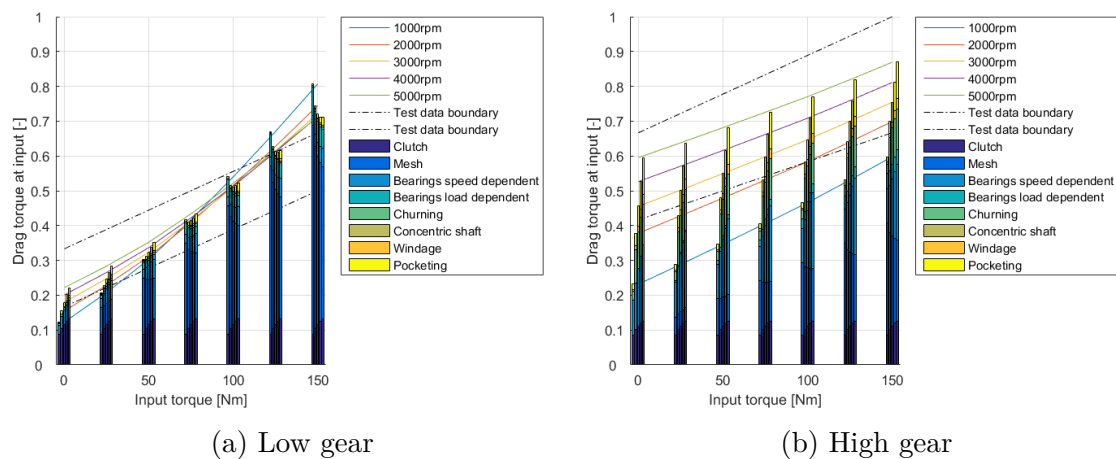 1
0.9
0.8
0.7
0.6
0.5
0.4
0.3
0.2
0.1
0
Drag torque at input [-]
0 50 100 150
Input torque [Nm]
1000rpm
2000rpm
3000rpm
4000rpm
5000rpm
Test data boundary
Test data boundary
Clutch
Mesh
Bearings speed dependent
Bearings load dependent
Churning
Concentric shaft
Windage
Pocketing
(a) Low gear
1
0.9
0.8
0.7
0.6
0.5
0.4
0.3
0.2
0.1
0
Drag torque at input [-]
0 50 100 150
Input torque [Nm]
1000rpm
2000rpm
3000rpm
4000rpm
5000rpm
Test data boundary
Test data boundary
Clutch
Mesh
Bearings speed dependent
Bearings load dependent
Churning
Concentric shaft
Windage
Pocketing
(b) High gear